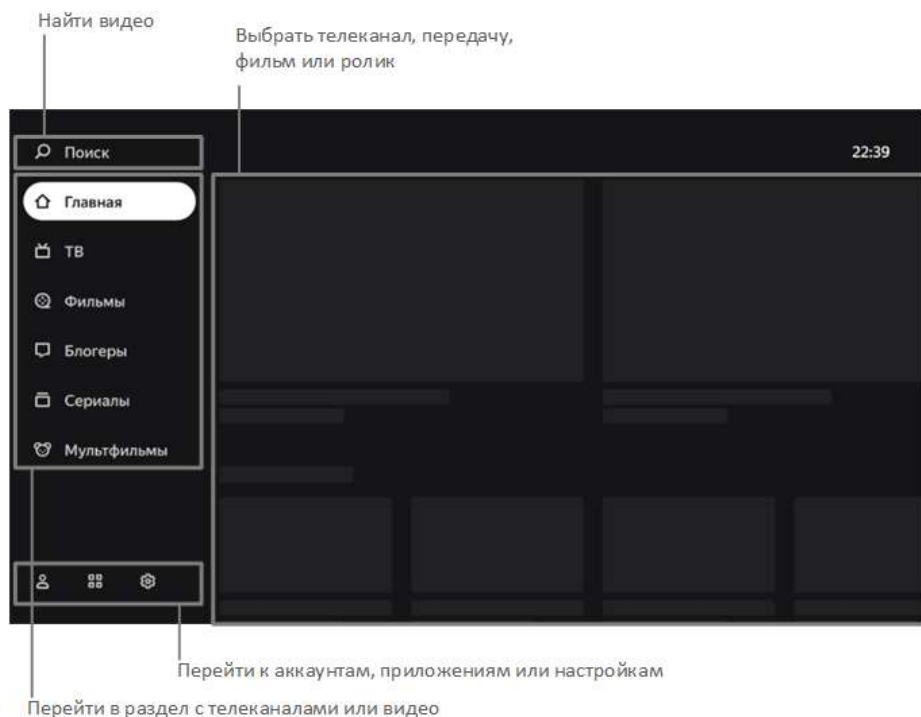 Найти видео
Выбрать телеканал, передачу,
фильм или ролик
Поиск
22:39
Главная
ТВ
Фильмы
Блогеры
Сериалы
Мультфильмы
Перейти к аккаунтам, приложениям или настройкам
Перейти в раздел с телеканалами или видео